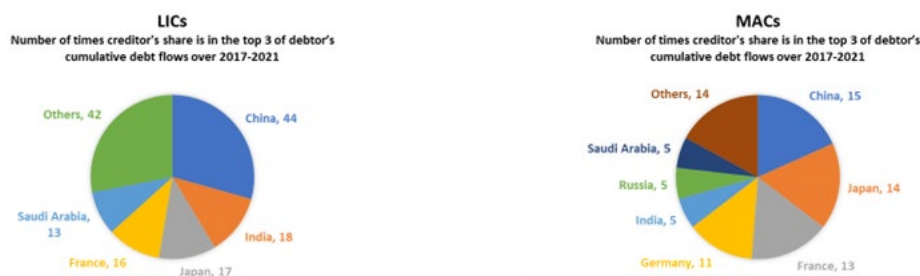 LICs
Number of times creditor's share is in the top 3 of debtor's
cumulative debt flows over 2017-2021
Others, 42
China, 44
Saudi Arabia,
13
India, 18
France, 16
Japan, 17
MACs
Number of times creditor's share is in the top 3 of debtor's
cumulative debt flows over 2017-2021
Others, 14
China, 15
Saudi Arabia, 5
Russia, 5
Japan, 14
India, 5
Germany, 11
France, 13